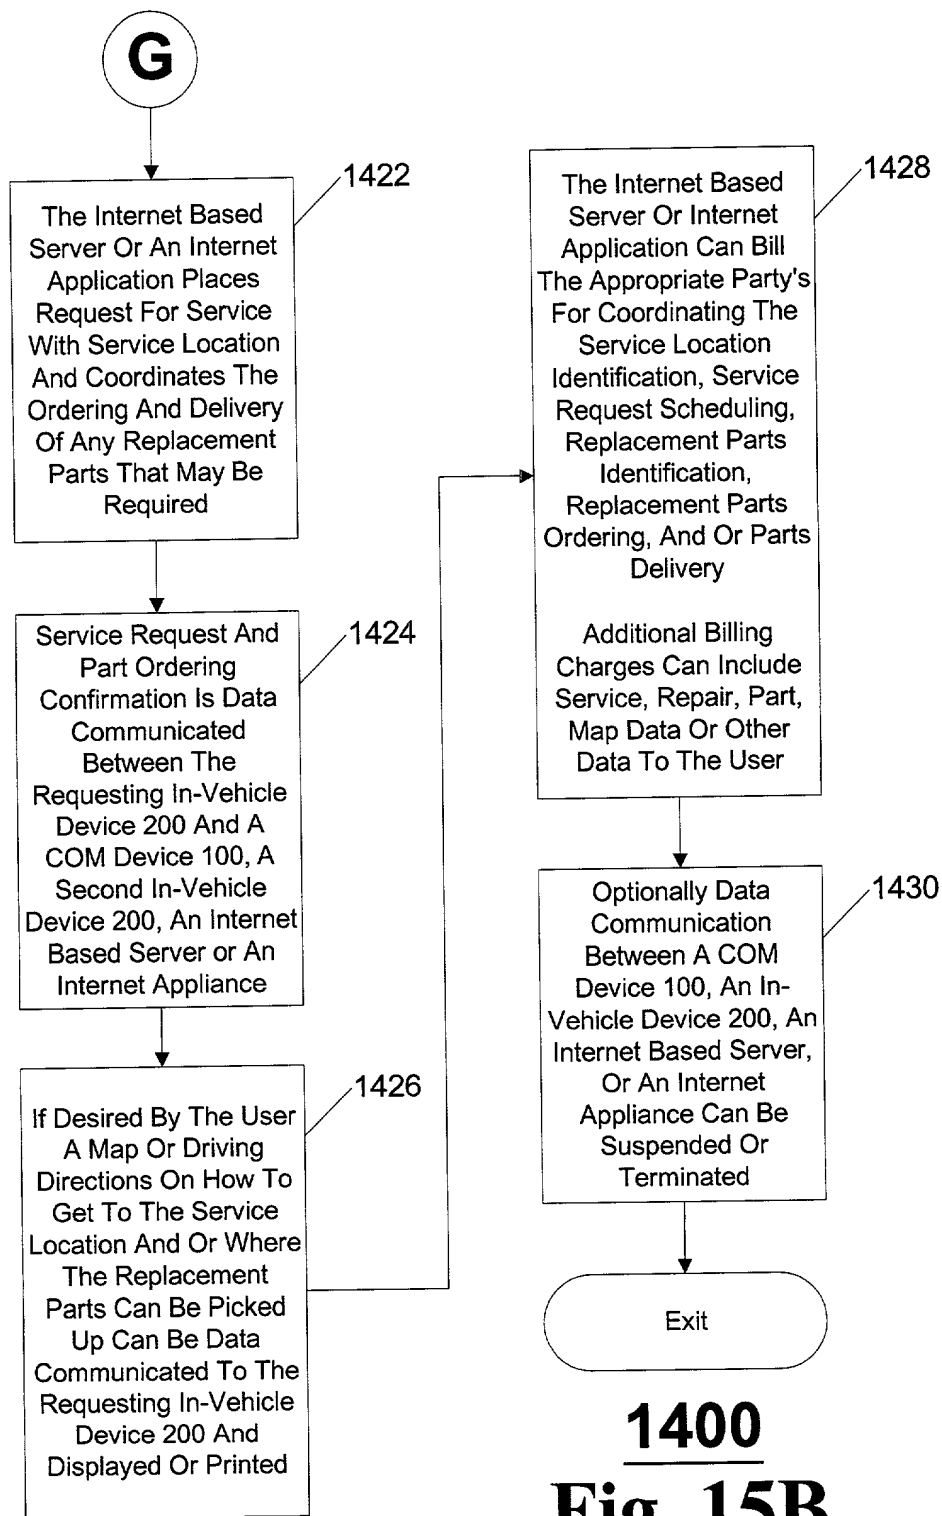 G
1422
The Internet Based
Server Or An Internet
Application Places
Request For Service
With Service Location
And Coordinates The
Ordering And Delivery
Of Any Replacement
Parts That May Be
Required
1424
Service Request And
Part Ordering
Confirmation Is Data
Communicated
Between The
Requesting In-Vehicle
Device 200 And A
COM Device 100, A
Second In-Vehicle
Device 200, An Internet
Based Server or An
Internet Appliance
1426
If Desired By The User
A Map Or Driving
Directions On How To
Get To The Service
Location And Or Where
The Replacement
Parts Can Be Picked
Up Can Be Data
Communicated To The
Requesting In-Vehicle
Device 200 And
Displayed Or Printed
1428
The Internet Based
Server Or Internet
Application Can Bill
The Appropriate Party's
For Coordinating The
Service Location
Identification, Service
Request Scheduling,
Replacement Parts
Identification,
Replacement Parts
Ordering, And Or Parts
Delivery
Additional Billing
Charges Can Include
Service, Repair, Part,
Map Data Or Other
Data To The User
1430
Optionally Data
Communication
Between A COM
Device 100, An In-
Vehicle Device 200, An
Internet Based Server,
Or An Internet
Appliance Can Be
Suspended Or
Terminated
Exit
1400
Fig. 15B